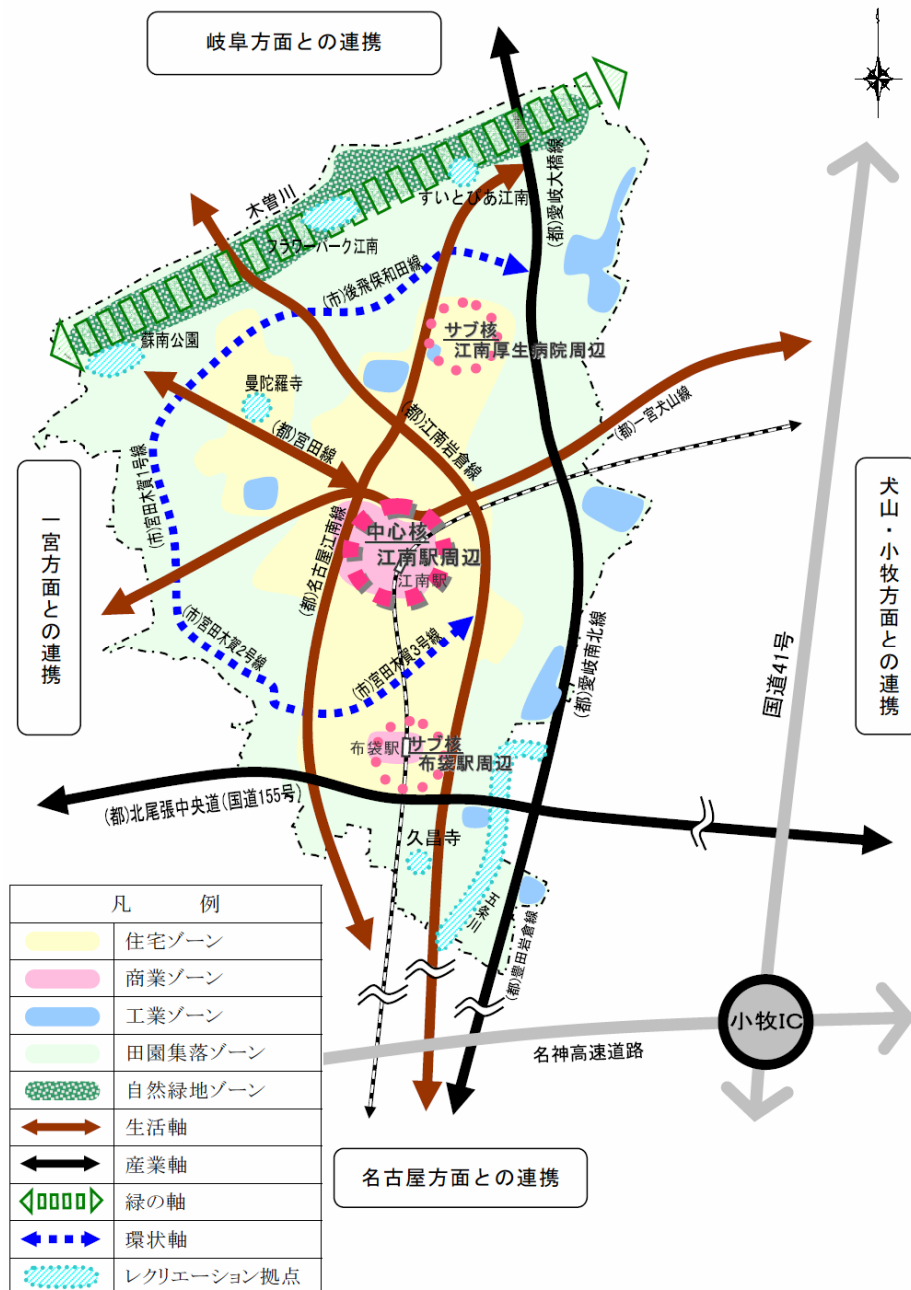 岐阜方面との連携
木曽川
すいとぴあ江南
(都)愛岐大橋線
フラワーパーク江南
(市)後飛保和田線
蘇南公園
サブ核
江南厚生病院周辺
曼陀羅寺
(都)江南岩倉線
(都)一宮犬山線
(都)宮田線
(市)宮田木賀1号線
一宮方面との連携
犬山・小牧方面との連携
中心核
江南駅周辺
江南駅
(都)名古屋江南線
(市)宮田木賀2号線
(市)宮田木賀3号線
(都)愛岐南北線
国道41号
布袋駅
サブ核
布袋駅周辺
(都)北尾張中央道(国道155号)
久昌寺
五条川
(都)豊田岩倉線
小牧IC
名神高速道路
名古屋方面との連携
凡 例
住宅ゾーン
商業ゾーン
工業ゾーン
田園集落ゾーン
自然緑地ゾーン
生活軸
産業軸
緑の軸
環状軸
レクリエーション拠点